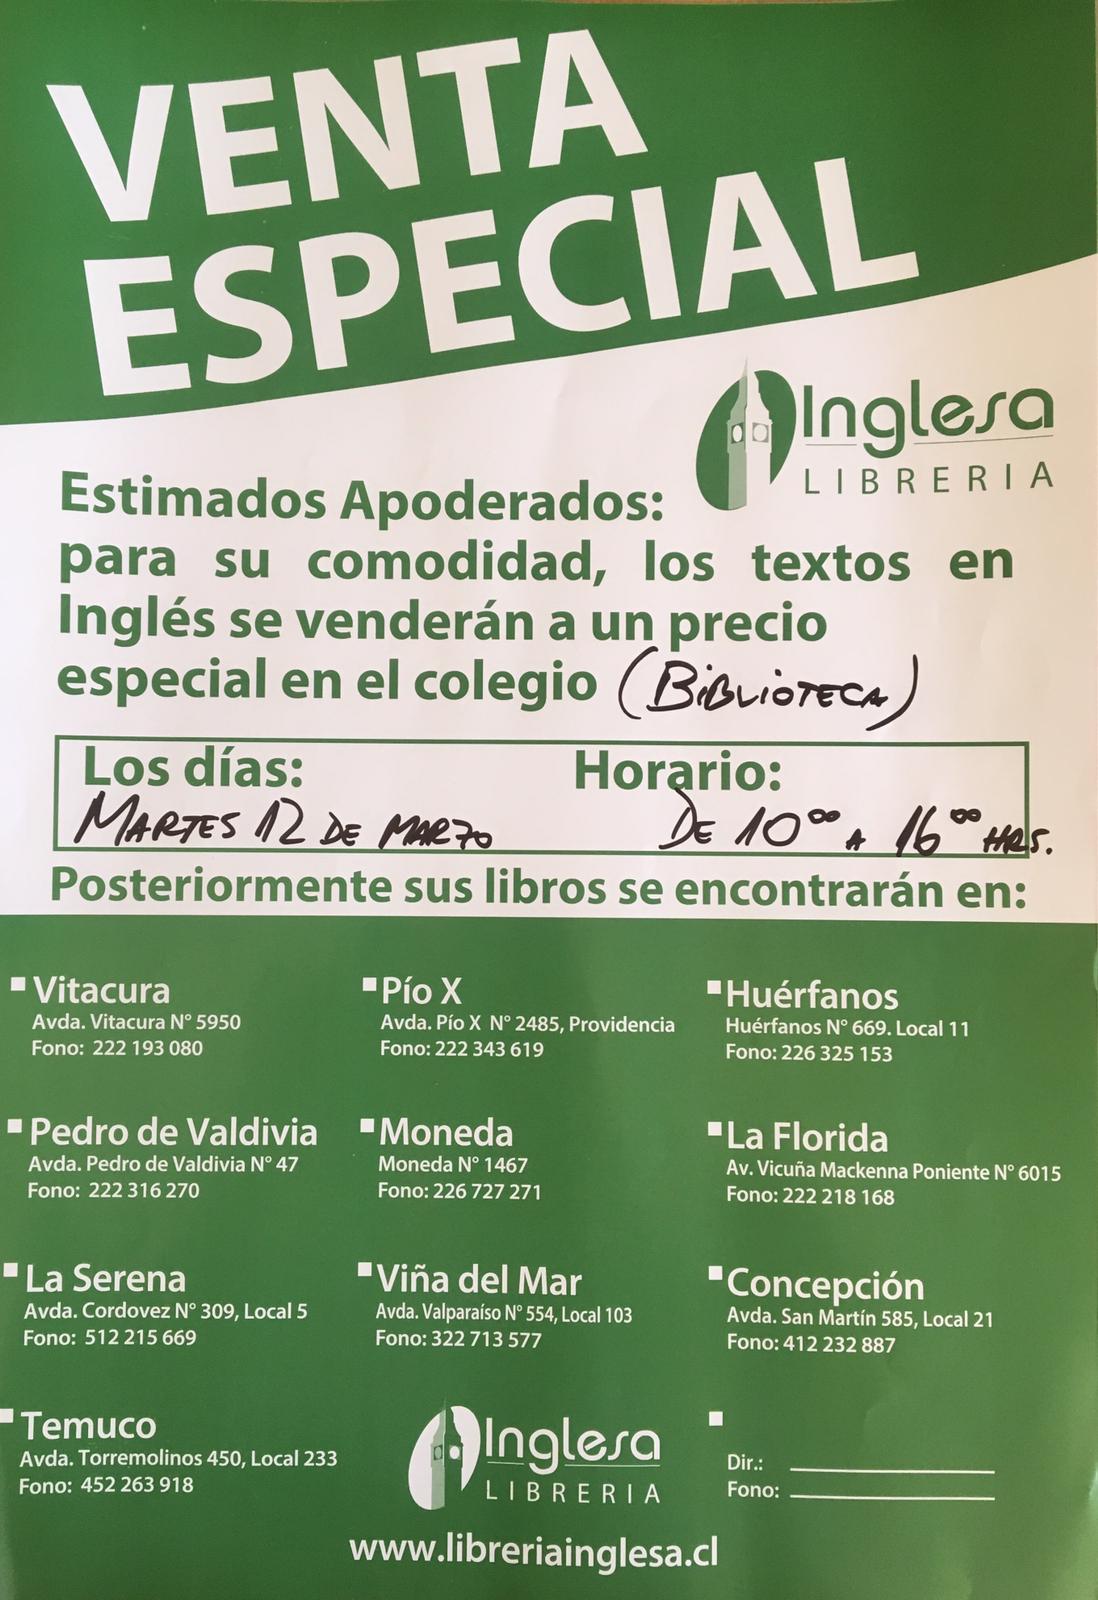 VENTA
ESPECIAL
Inglesa
LIBRERIA
Estimados Apoderados:
para su comodidad, los textos en
Inglés se venderán a un precio
especial en el colegio (BiBLioTECA)
Los días:
Horario:
MARTES 12 DE MARZO
DE 10⁰⁰ A 16⁰⁰ HRS.
Posteriormente sus libros se encontrarán en:
Vitacura
Avda. Vitacura N° 5950
Fono: 222 193 080
Pío X
Avda. Pío X N° 2485, Providencia
Fono: 222 343 619
Huérfanos
Huérfanos N° 669. Local 11
Fono: 226 325 153
Pedro de Valdivia
Avda. Pedro de Valdivia N° 47
Fono: 222 316 270
Moneda
Moneda N° 1467
Fono: 226 727 271
La Florida
Av. Vicuña Mackenna Poniente N° 6015
Fono: 222 218 168
La Serena
Avda. Cordovez N° 309, Local 5
Fono: 512 215 669
Viña del Mar
Avda. Valparaíso N° 554, Local 103
Fono: 322 713 577
Concepción
Avda. San Martín 585, Local 21
Fono: 412 232 887
Temuco
Avda. Torremolinos 450, Local 233
Fono: 452 263 918
Inglesa
LIBRERIA
Dir.:
Fono:
www.libreriainglesa.cl